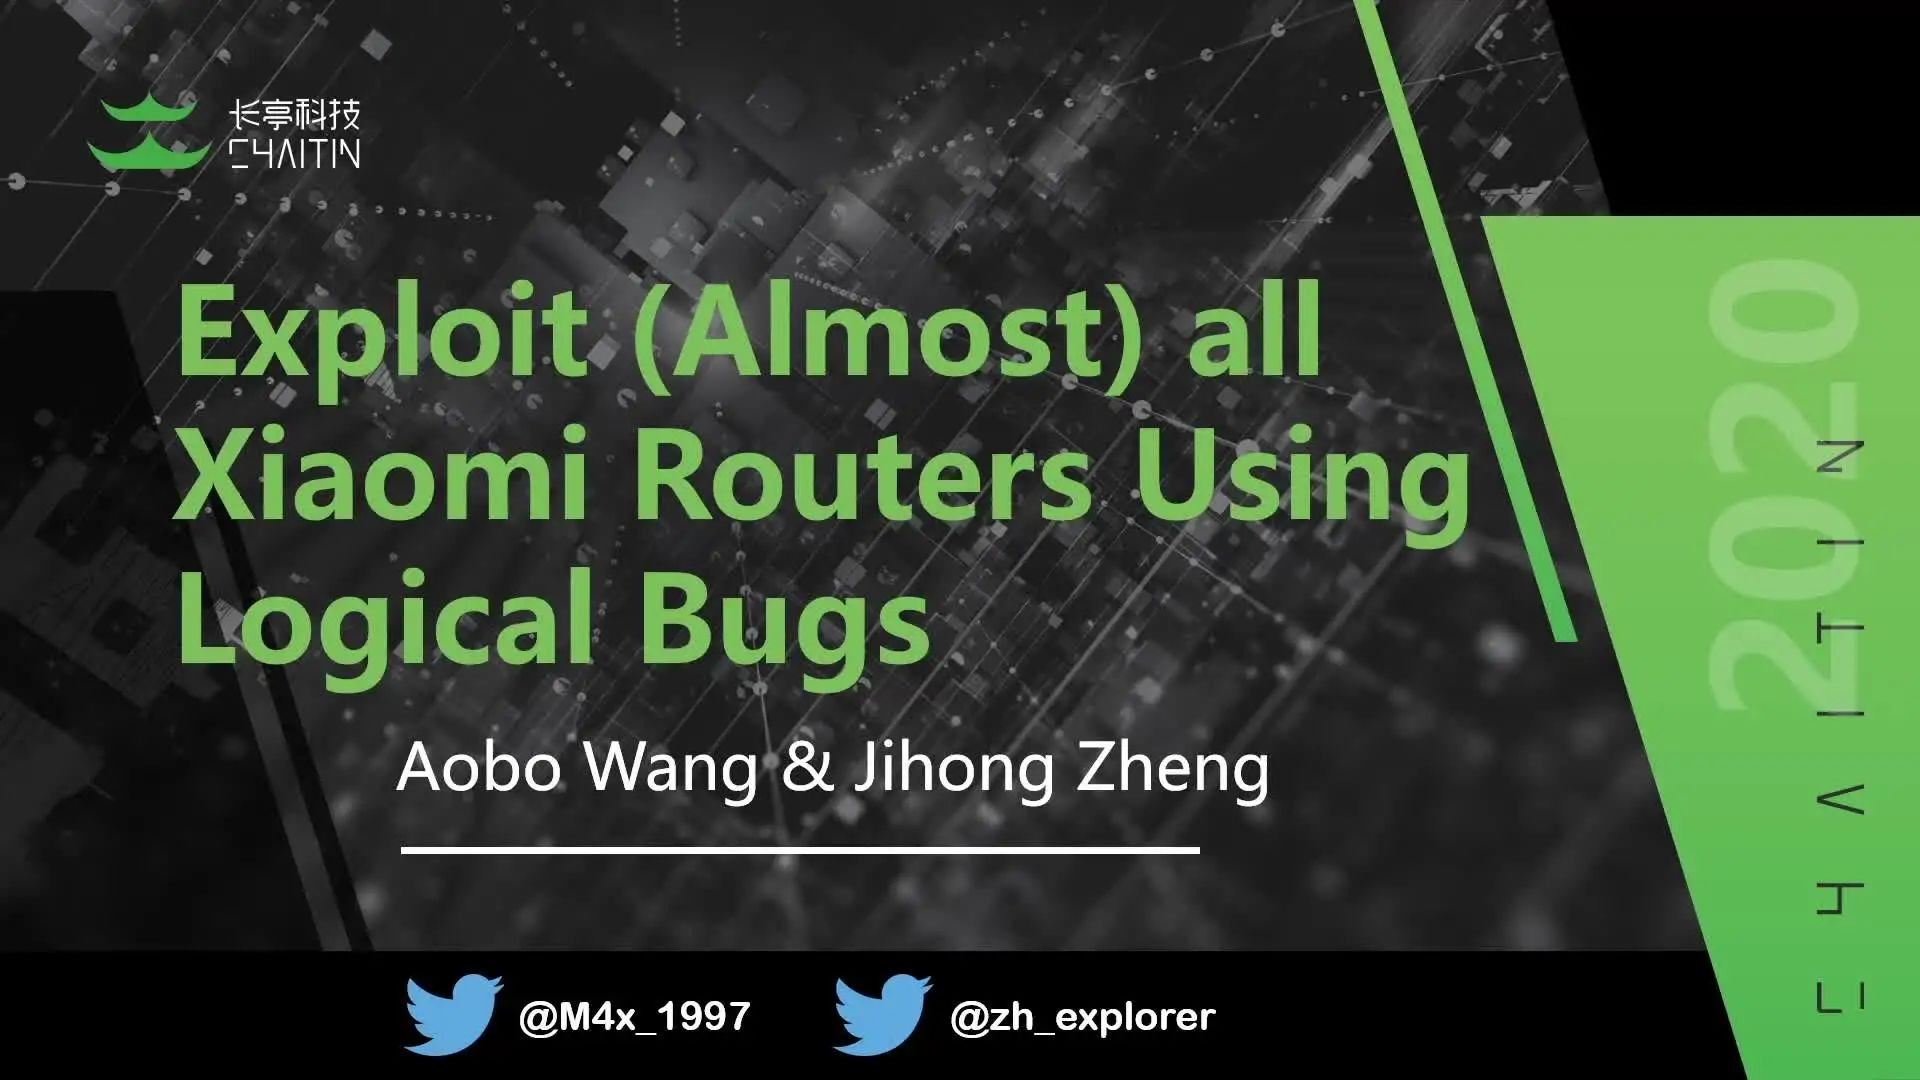 长亭科技
CHAITIN
Exploit (Almost) all
Xiaomi Routers Using
Logical Bugs
Aobo Wang & Jihong Zheng
@M4x_1997
@zh_explorer
2020
CHAITIN